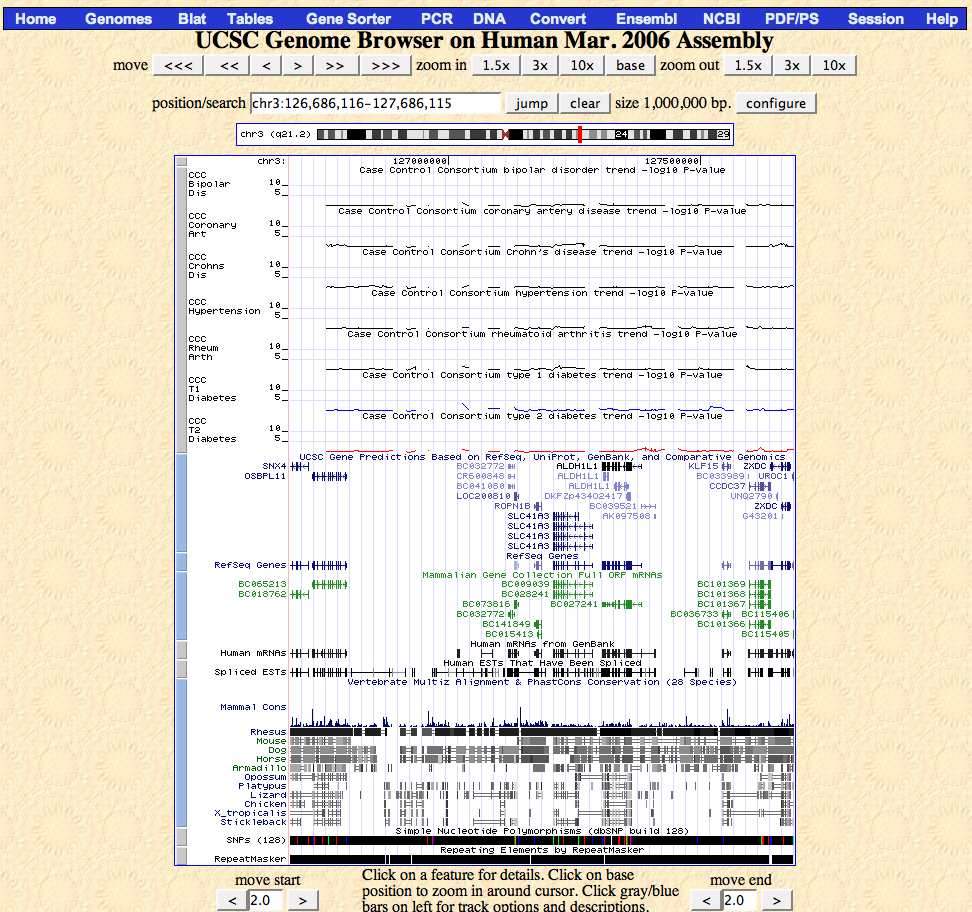 Home Genomes Blat Tables Gene Sorter PCR DNA Convert Ensembl NCBI PDF/PS Session Help
UCSC Genome Browser on Human Mar. 2006 Assembly
move <<< << < > >> >>> zoom in 1.5x 3x 10x base zoom out 1.5x 3x 10x
position/search chr3:126,686,116-127,686,115 jump clear size 1,000,000 bp. configure
chr3 (q21.2) 24 29
chr3: 127000000 127500000
Case Control Consortium bipolar disorder trend -log10 P-value
CCC
Bipolar 10
Dis 5
Case Control Consortium coronary artery disease trend -log10 P-value
CCC
Coronary 10
Art 5
Case Control Consortium Crohn's disease trend -log10 P-value
CCC
Crohns 10
Dis 5
Case Control Consortium hypertension trend -log10 P-value
CCC
10
Hypertension 5
Case Control Consortium rheumatoid arthritis trend -log10 P-value
CCC
Rheum 10
Arth 5
Case Control Consortium type 1 diabetes trend -log10 P-value
CCC
T1 10
Diabetes 5
Case Control Consortium type 2 diabetes trend -log10 P-value
CCC
T2 10
Diabetes 5
UCSC Gene Predictions Based on RefSeq, UniProt, GenBank, and Comparative Genomics
SNX4 BC032772 ALDH1L1 KLF15 ZXDC
OSBPL11 CR600848 ALDH1L1 BC033989 UROC1
BC041080 ALDH1L1 CCDC37
LOC200810 DKFZp434O2417 UNQ2790
ROPN1B BC039521 ZXDC
SLC41A3 AK097508 G43201
SLC41A3
SLC41A3
SLC41A3
RefSeq Genes
RefSeq Genes
Mammalian Gene Collection Full ORF mRNAs
BC065213 BC009039 BC101369
BC018762 BC028241 BC101368
BC073816 BC027241 BC101367
BC032772 BC036733 BC115406
BC141849 BC101366
BC015413 BC115405
Human mRNAs from GenBank
Human mRNAs
Human ESTs That Have Been Spliced
Spliced ESTs
Vertebrate Multiz Alignment & PhastCons Conservation (28 Species)
Mammal Cons
Rhesus
Mouse
Dog
Horse
Armadillo
Opossum
Platypus
Lizard
Chicken
X_tropicalis
Stickleback
Simple Nucleotide Polymorphisms (dbSNP build 128)
SNPs (128)
Repeating Elements by RepeatMasker
RepeatMasker
move start Click on a feature for details. Click on base move end
< 2.0 > position to zoom in around cursor. Click gray/blue < 2.0 >
bars on left for track options and descriptions.